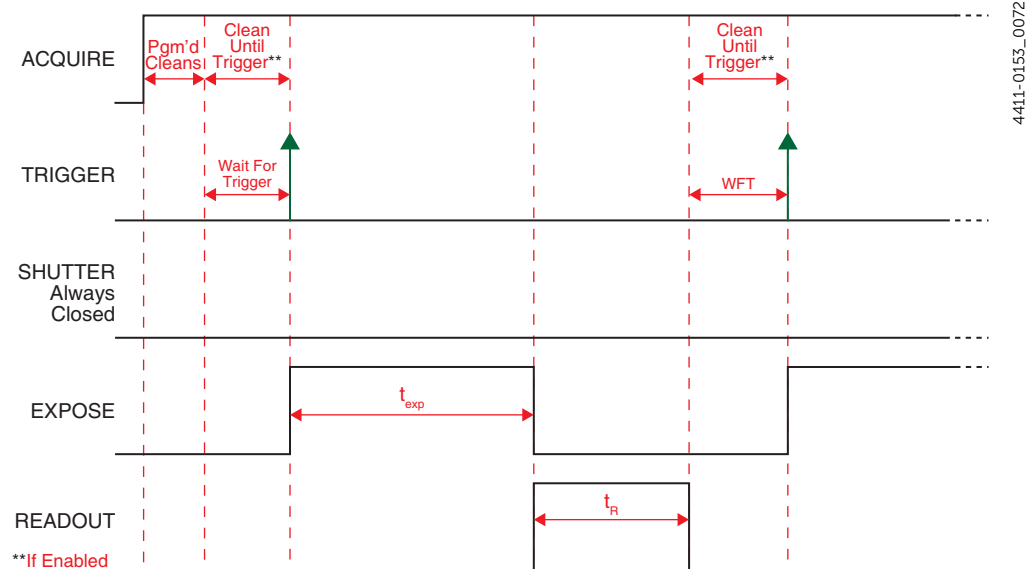 4411-0153_0072
ACQUIRE
Pgm'd
Cleans
Clean
Until
Trigger**
Clean
Until
Trigger**
TRIGGER
Wait For
Trigger
WFT
SHUTTER
Always
Closed
EXPOSE
texp
READOUT
tR
**If Enabled